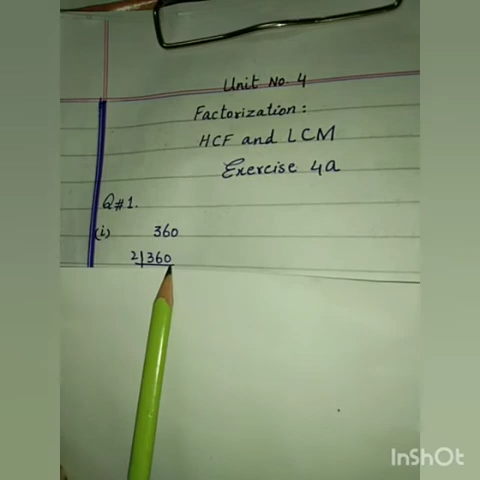 Unit No. 4
Factorization:
HCF and LCM
Exercise 4a
Q#1.
(i) 360
2|360
InShOt